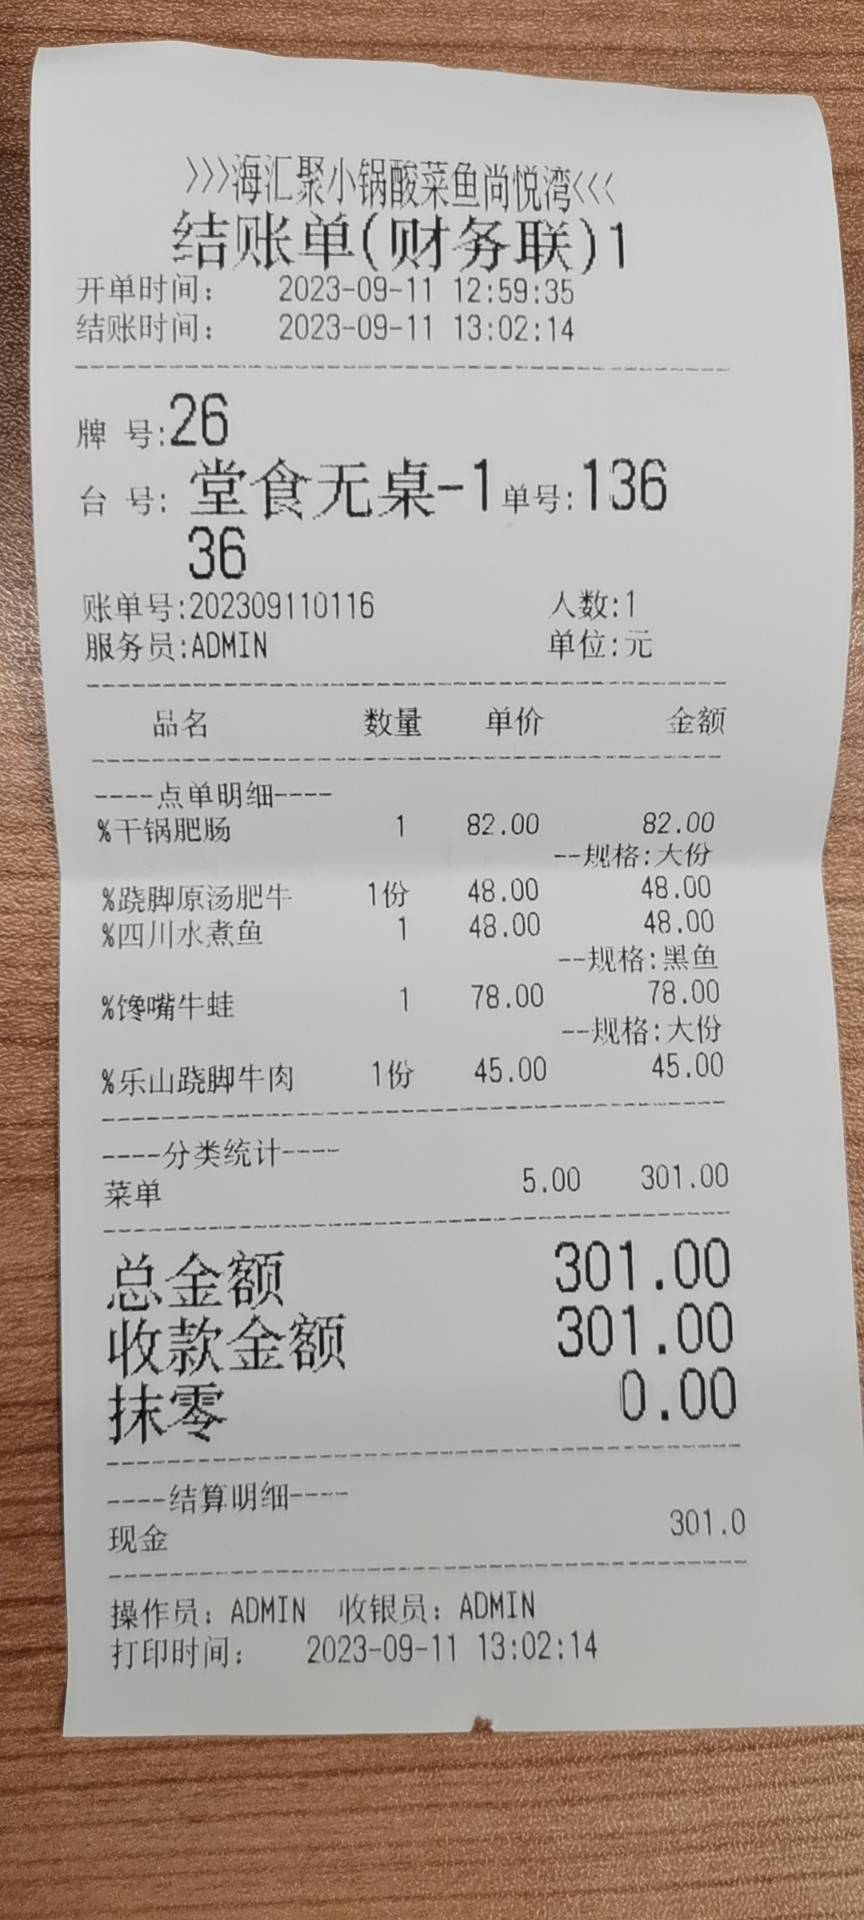 >>>海汇聚小锅酸菜鱼尚悦湾<<<
结账单(财务联)1
开单时间: 2023-09-11 12:59:35
结账时间: 2023-09-11 13:02:14
牌 号:26
台 号: 堂食无桌-1 单号:136
36
账单号:202309110116 人数:1
服务员:ADMIN 单位:元
品名 数量 单价 金额
----点单明细----
%干锅肥肠 1 82.00 82.00
--规格:大份
%跷脚原汤肥牛 1份 48.00 48.00
%四川水煮鱼 1 48.00 48.00
--规格:黑鱼
%馋嘴牛蛙 1 78.00 78.00
--规格:大份
%乐山跷脚牛肉 1份 45.00 45.00
----分类统计----
菜单 5.00 301.00
总金额 301.00
收款金额 301.00
抹零 0.00
----结算明细----
现金 301.0
操作员: ADMIN 收银员: ADMIN
打印时间: 2023-09-11 13:02:14